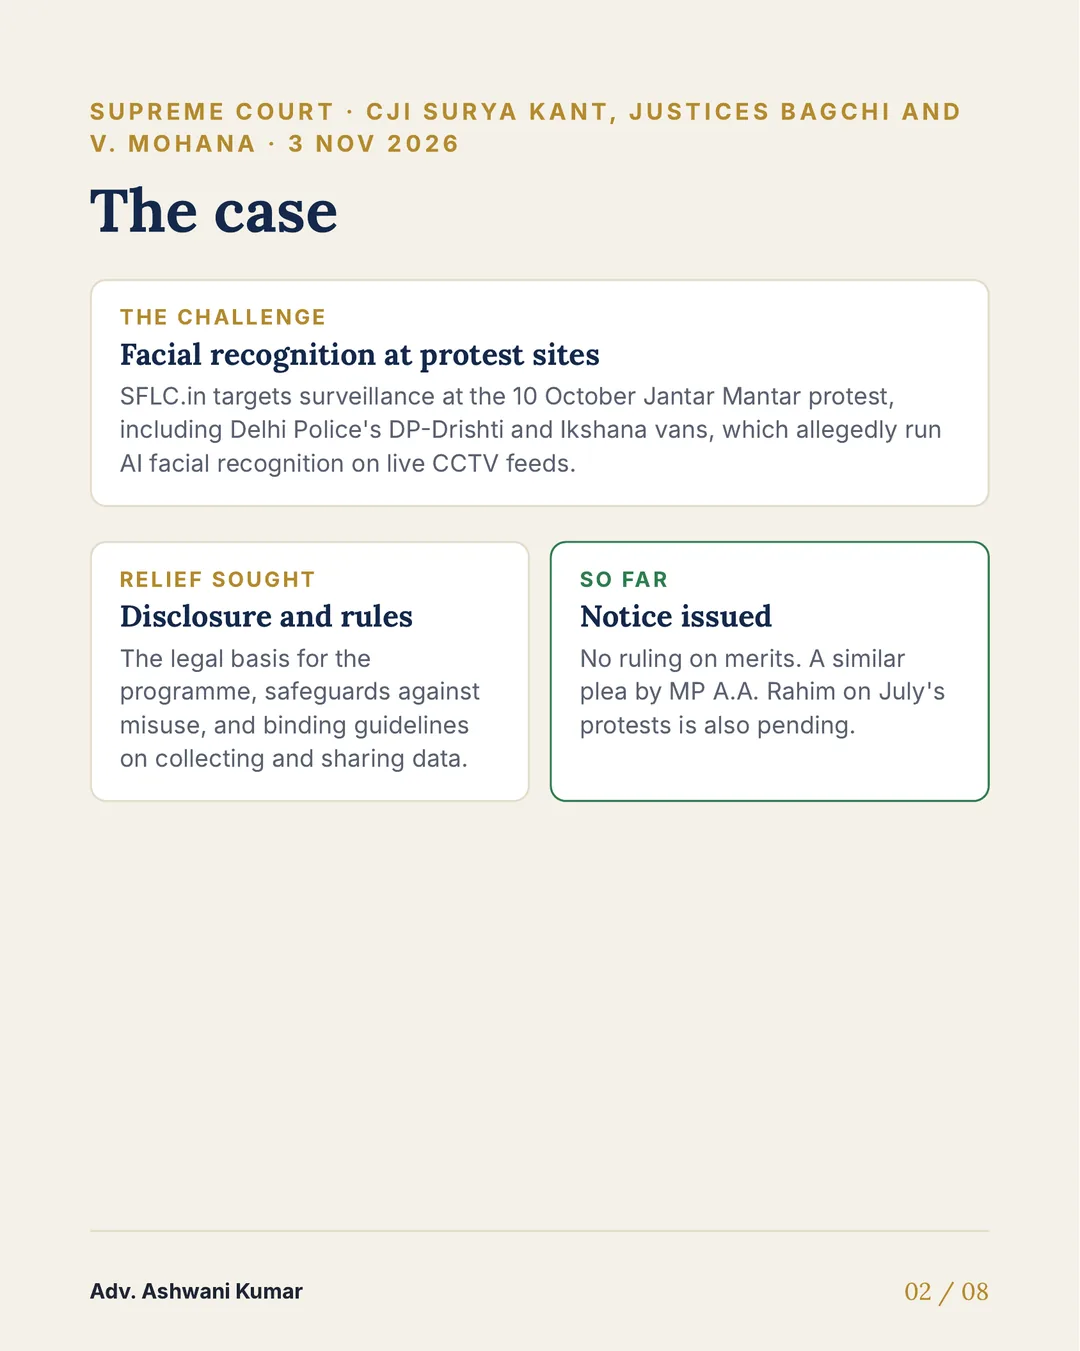 SUPREME COURT · CJI SURYA KANT, JUSTICES BAGCHI AND
V. MOHANA · 3 NOV 2026
The case
THE CHALLENGE
Facial recognition at protest sites
SFLC.in targets surveillance at the 10 October Jantar Mantar protest,
including Delhi Police's DP-Drishti and Ikshana vans, which allegedly run
AI facial recognition on live CCTV feeds.
RELIEF SOUGHT
Disclosure and rules
The legal basis for the
programme, safeguards against
misuse, and binding guidelines
on collecting and sharing data.
SO FAR
Notice issued
No ruling on merits. A similar
plea by MP A.A. Rahim on July's
protests is also pending.
Adv. Ashwani Kumar
02 / 08